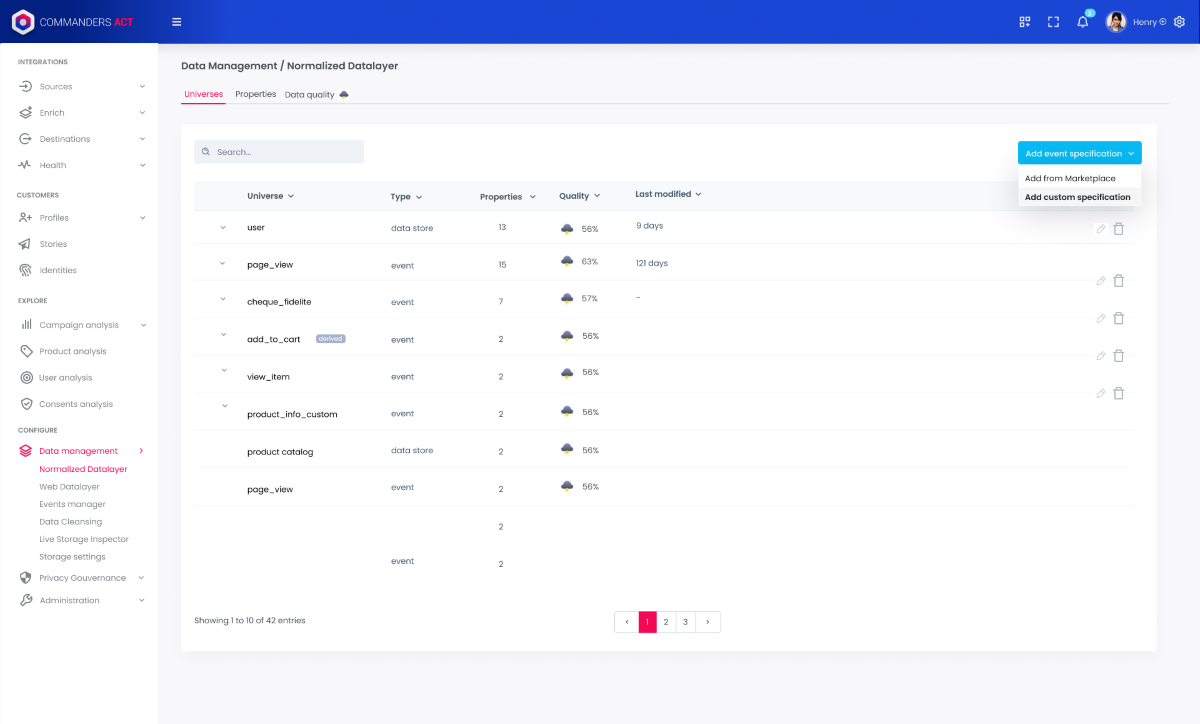 COMMANDERS ACT
3
Henry
INTEGRATIONS
Sources
Enrich
Destinations
Health
CUSTOMERS
Profiles
Stories
Identities
EXPLORE
Campaign analysis
Product analysis
User analysis
Consents analysis
CONFIGURE
Data management
Normalized Datalayer
Web Datalayer
Events manager
Data Cleansing
Live Storage Inspector
Storage settings
Privacy Gouvernance
Administration
Data Management / Normalized Datalayer
Universes Properties Data quality
Search...
Add event specification
Add from Marketplace
Add custom specification
Universe Type Properties Quality Last modified
user data store 13 56% 9 days
page_view event 15 63% 121 days
cheque_fidelite event 7 57% -
add_to_cart derived event 2 56%
view_item event 2 56%
product_info_custom event 2 56%
product catalog data store 2 56%
page_view event 2 56%
2
event 2
Showing 1 to 10 of 42 entries
‹ 1 2 3 ›